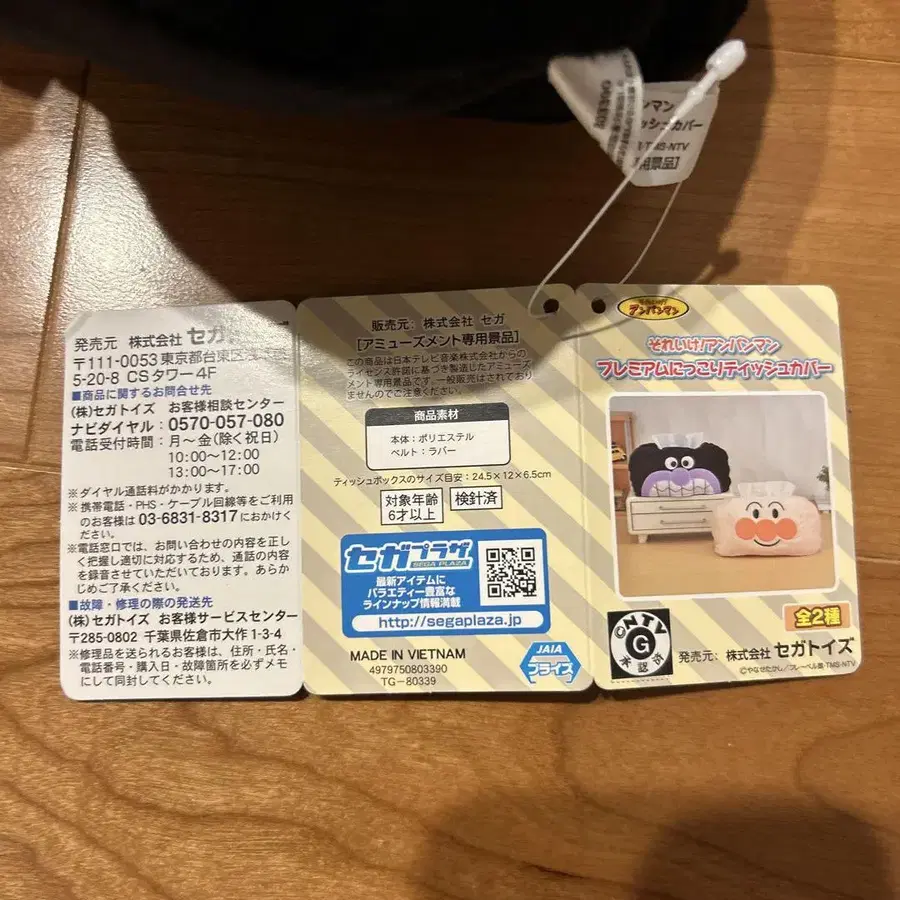 ンマン
ッシュカバー
・TMS・NTV
用景品]
発売元 株式会社 セガ
〒111-0053 東京都台東区
5-20-8 CSタワー4F
■商品に関するお問合せ先
(株)セガトイズ お客様相談センター
ナビダイヤル：0570-057-080
電話受付時間：月～金(除く祝日)
10:00～12:00
13:00～17:00
※ダイヤル通話料がかかります。
※携帯電話・PHS・ケーブル回線等をご利用
のお客様は 03-6831-8317 におかけく
ださい。
※電話窓口では、お問い合わせの内容を正し
く把握し適切に対応するため、通話の内容
を録音させていただいております。あらか
じめご了承ください。
■故障・修理の際の発送先
(株)セガトイズ お客様サービスセンター
〒285-0802 千葉県佐倉市大作 1-3-4
※修理品を送られるお客様は、住所・氏名・
電話番号・購入日・故障箇所を必ずメモ
にして同封してください。
販売元：株式会社 セガ
[アミューズメント専用景品]
この商品は日本テレビ音楽株式会社からの
ライセンス許諾に基づき製造したアミューズ
メント専用景品です。一般販売はされており
ませんのでご注意ください。
商品素材
本体：ポリエステル
ベルト：ラバー
ティッシュボックスのサイズ目安：24.5×12×6.5cm
対象年齢
6才以上
検針済
セガプラザ
SEGA PLAZA
最新アイテムに
バラエティー豊富な
ラインナップ情報満載
http://segaplaza.jp
MADE IN VIETNAM
4979750803390
TG-80339
JAIA
プライズ
それいけ!
アンパンマン
それいけ!アンパンマン
プレミアムにっこりティッシュカバー
全2種
©NTV
G
発売元：株式会社 セガトイズ
©やなせたかし/フレーベル館・TMS・NTV